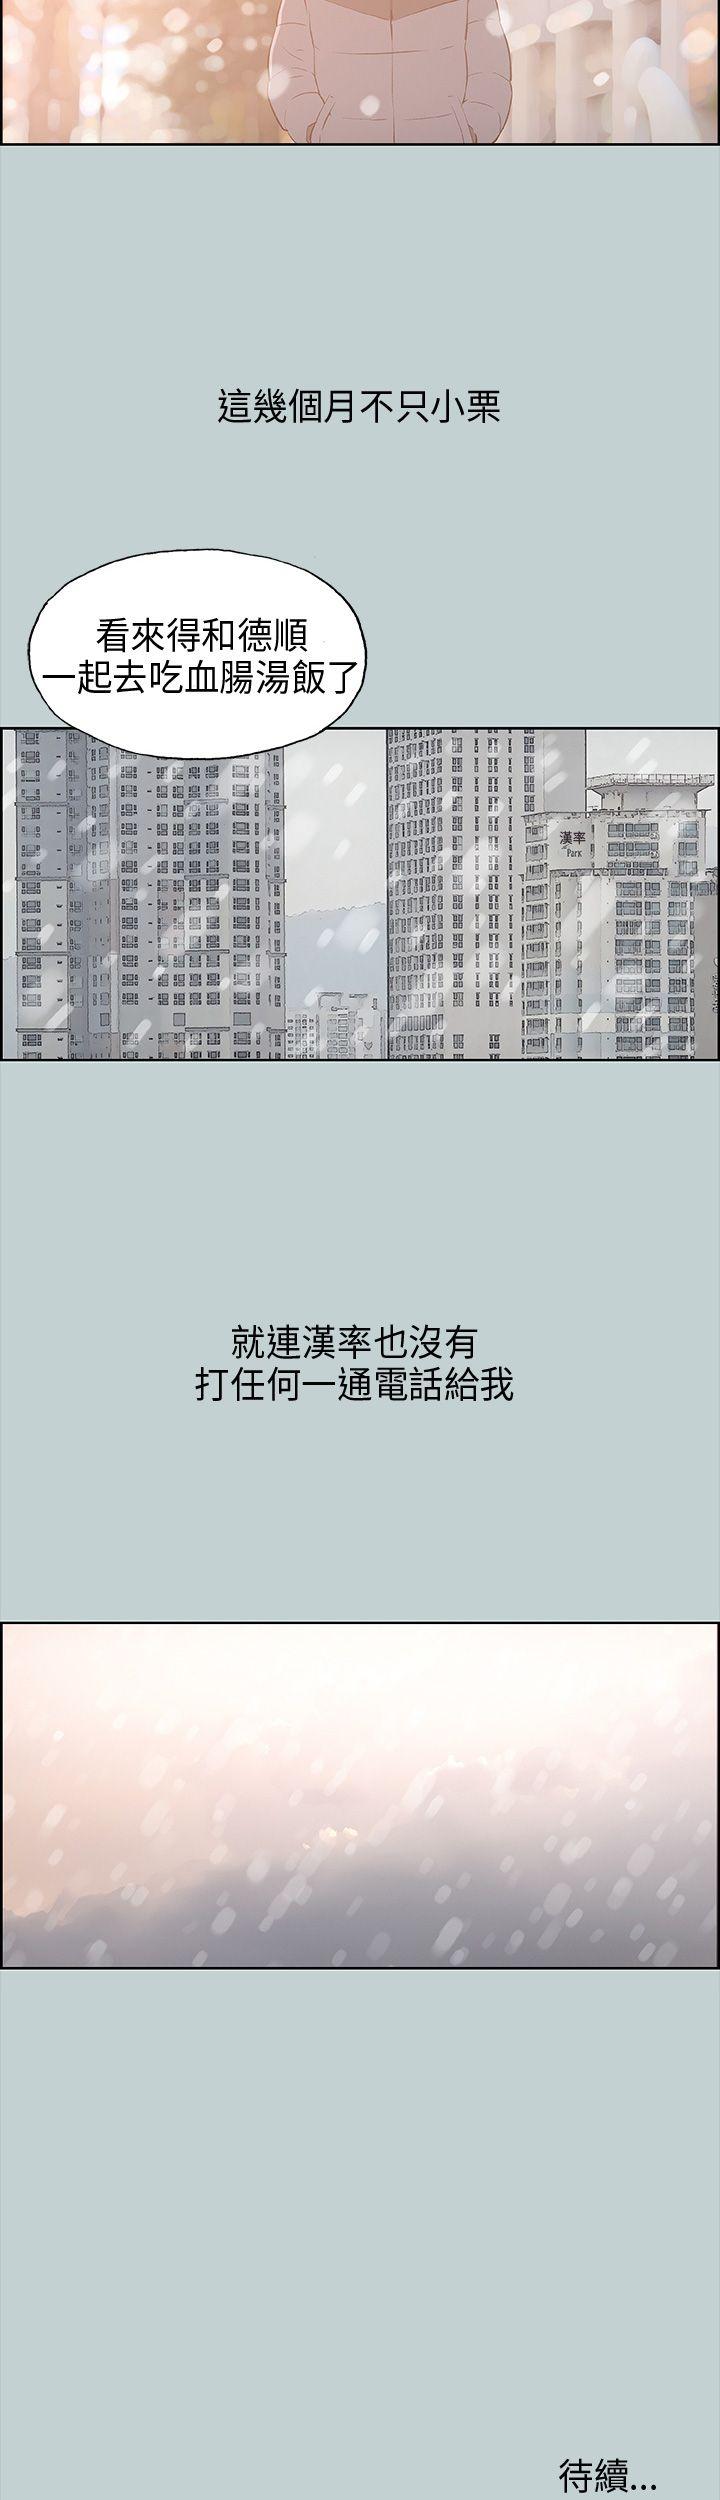 這幾個月不只小栗
看來得和德順
一起去吃血腸湯飯了
漢率
Park
就連漢率也沒有
打任何一通電話給我
待續...